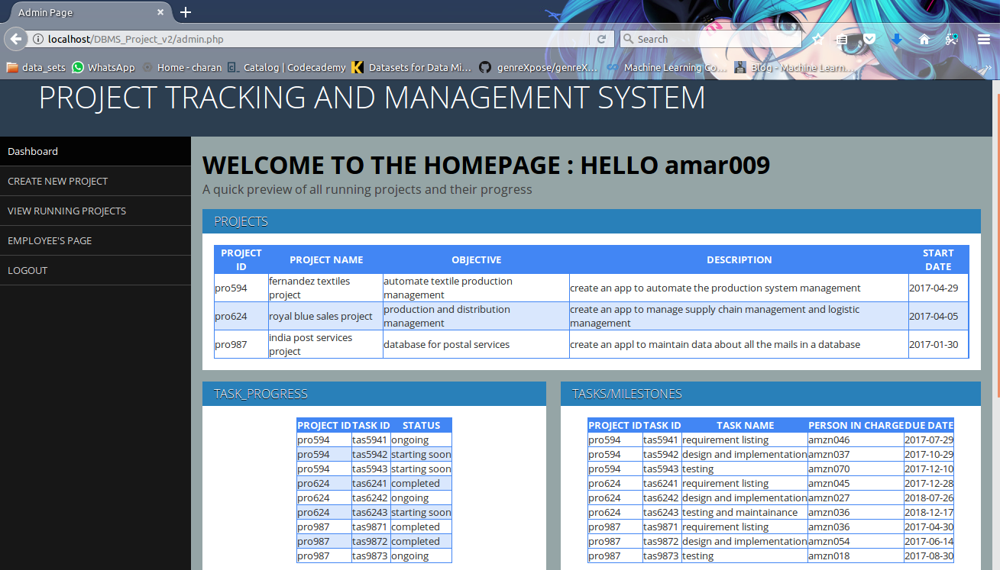 Admin Page
localhost/DBMS_Project_v2/admin.php
Search
data_sets WhatsApp Home - charan Catalog | Codecademy Datasets for Data Mi... genreXpose/genreX... Machine Learning Co... Blog - Machine Learn...
PROJECT TRACKING AND MANAGEMENT SYSTEM
Dashboard
CREATE NEW PROJECT
VIEW RUNNING PROJECTS
EMPLOYEE'S PAGE
LOGOUT
WELCOME TO THE HOMEPAGE : HELLO amar009
A quick preview of all running projects and their progress
PROJECTS
PROJECT ID PROJECT NAME OBJECTIVE DESCRIPTION START DATE
pro594 fernandez textiles project automate textile production management create an app to automate the production system management 2017-04-29
pro624 royal blue sales project production and distribution management create an app to manage supply chain management and logistic management 2017-04-05
pro987 india post services project database for postal services create an appl to maintain data about all the mails in a database 2017-01-30
TASK_PROGRESS
PROJECT ID TASK ID STATUS
pro594 tas5941 ongoing
pro594 tas5942 starting soon
pro594 tas5943 starting soon
pro624 tas6241 completed
pro624 tas6242 ongoing
pro624 tas6243 starting soon
pro987 tas9871 completed
pro987 tas9872 completed
pro987 tas9873 ongoing
TASKS/MILESTONES
PROJECT ID TASK ID TASK NAME PERSON IN CHARGE DUE DATE
pro594 tas5941 requirement listing amzn046 2017-07-29
pro594 tas5942 design and implementation amzn037 2017-10-29
pro594 tas5943 testing amzn070 2017-12-10
pro624 tas6241 requirement listing amzn045 2017-12-28
pro624 tas6242 design and implementation amzn027 2018-07-26
pro624 tas6243 testing and maintainance amzn036 2018-12-17
pro987 tas9871 requirement listing amzn036 2017-04-30
pro987 tas9872 design and implementation amzn054 2017-06-14
pro987 tas9873 testing amzn018 2017-08-30